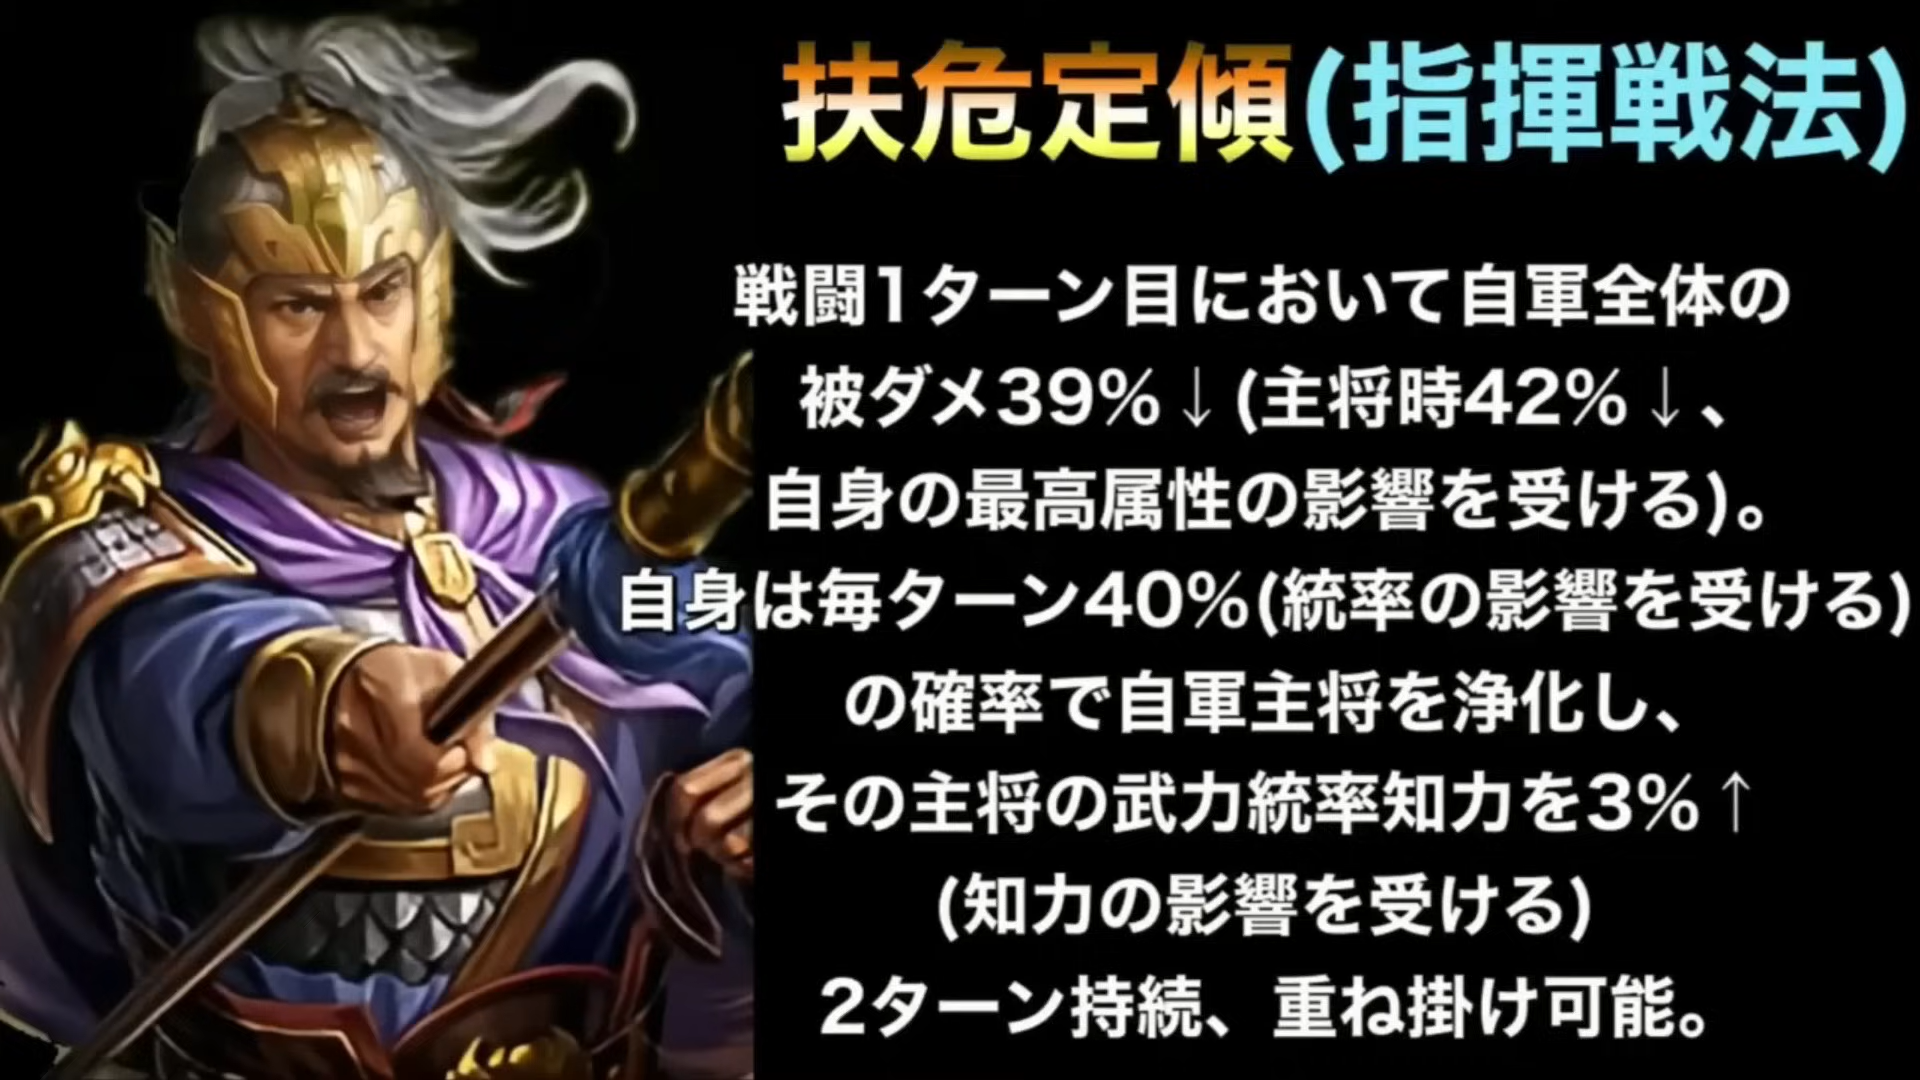 扶危定傾(指揮戦法)
戦闘1ターン目において自軍全体の
被ダメ39%↓(主将時42%↓、
自身の最高属性の影響を受ける)。
自身は毎ターン40%(統率の影響を受ける)
の確率で自軍主将を浄化し、
その主将の武力統率知力を3%↑
(知力の影響を受ける)
2ターン持続、重ね掛け可能。